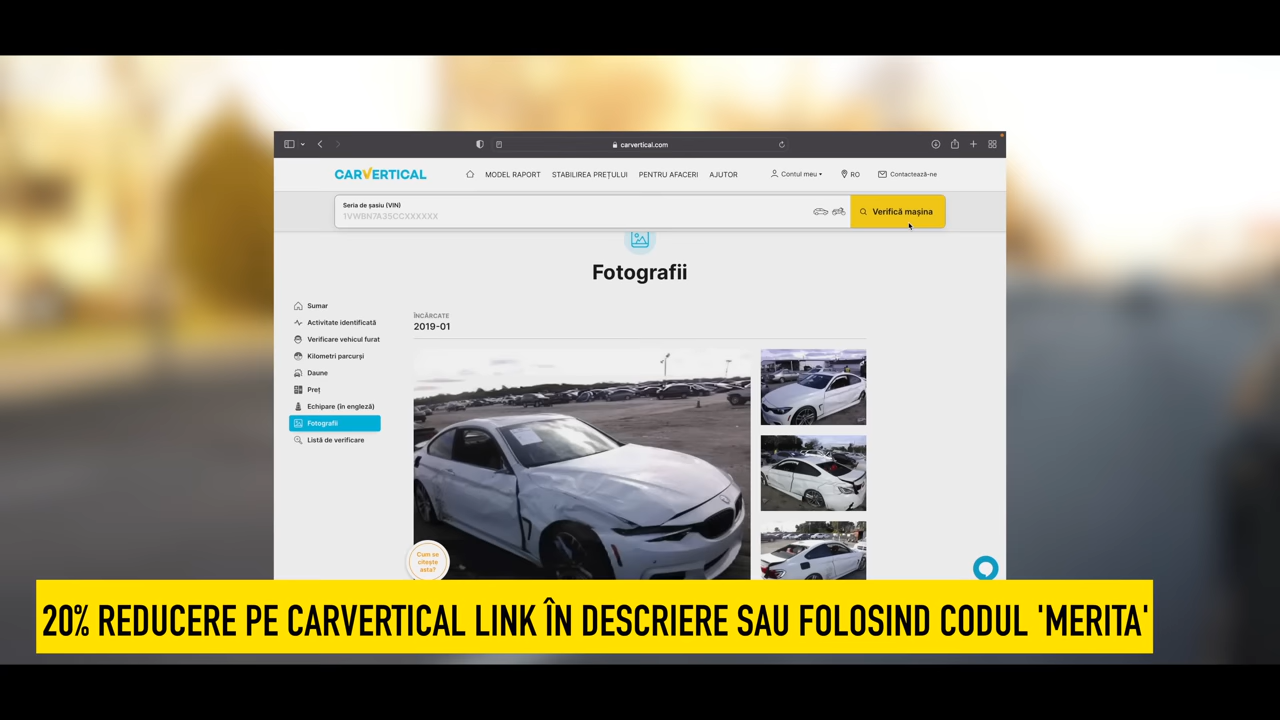 carvertical.com
CARVERTICAL
MODEL RAPORT
STABILIREA PREȚULUI
PENTRU AFACERI
AJUTOR
Contul meu
RO
Contactează-ne
Seria de șasiu (VIN)
1VWBN7A35CCXXXXXX
Verifică mașina
Fotografii
Sumar
Activitate identificată
Verificare vehicul furat
Kilometri parcurși
Daune
Preț
Echipare (în engleză)
Fotografii
Listă de verificare
ÎNCĂRCATE
2019-01
Cum se
citește
asta?
20% REDUCERE PE CARVERTICAL LINK ÎN DESCRIERE SAU FOLOSIND CODUL 'MERITA'